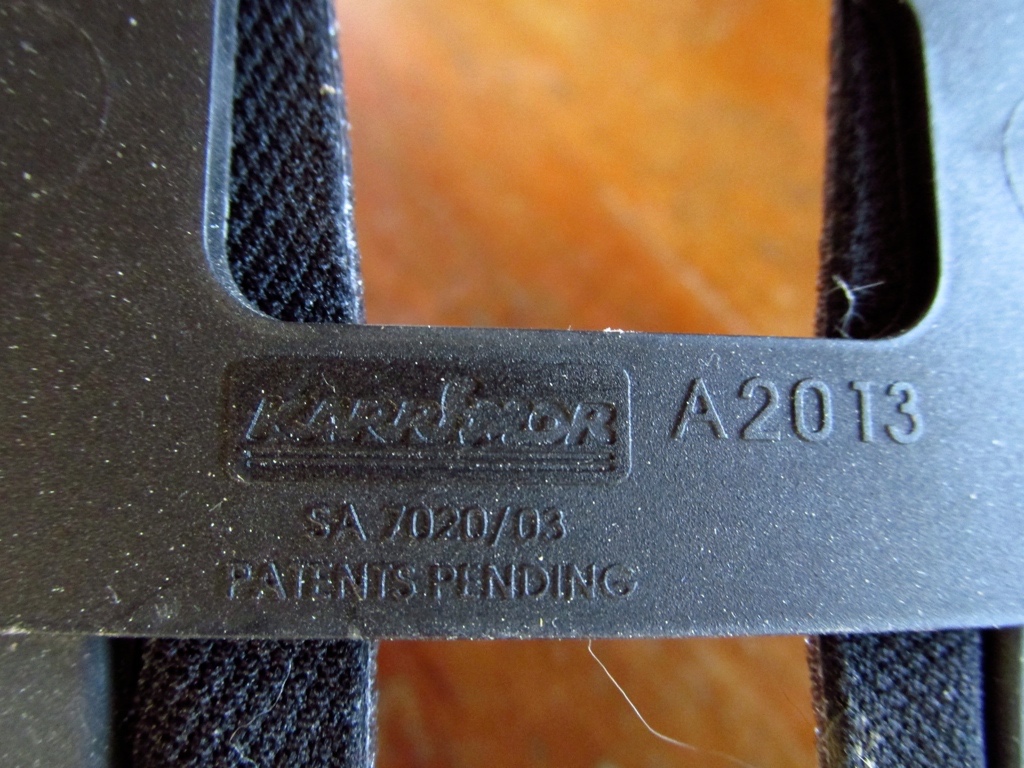 KARRIMOR A2013
SA 7020/03
PATENTS PENDING